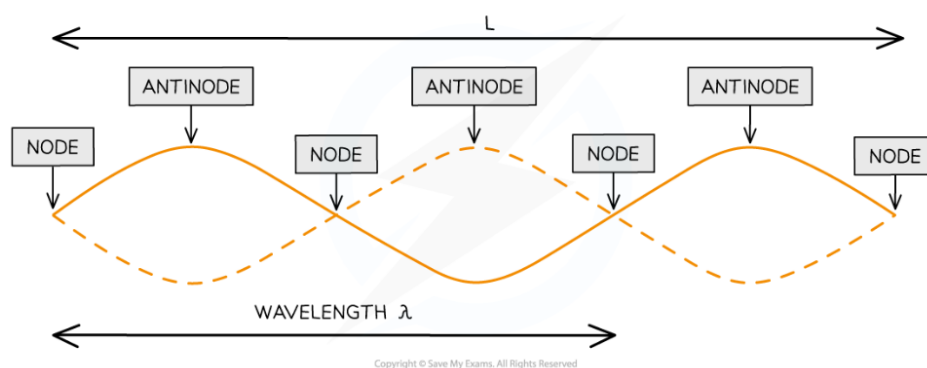 L
ANTINODE
ANTINODE
ANTINODE
NODE
NODE
NODE
NODE
WAVELENGTH λ
Copyright © Save My Exams. All Rights Reserved